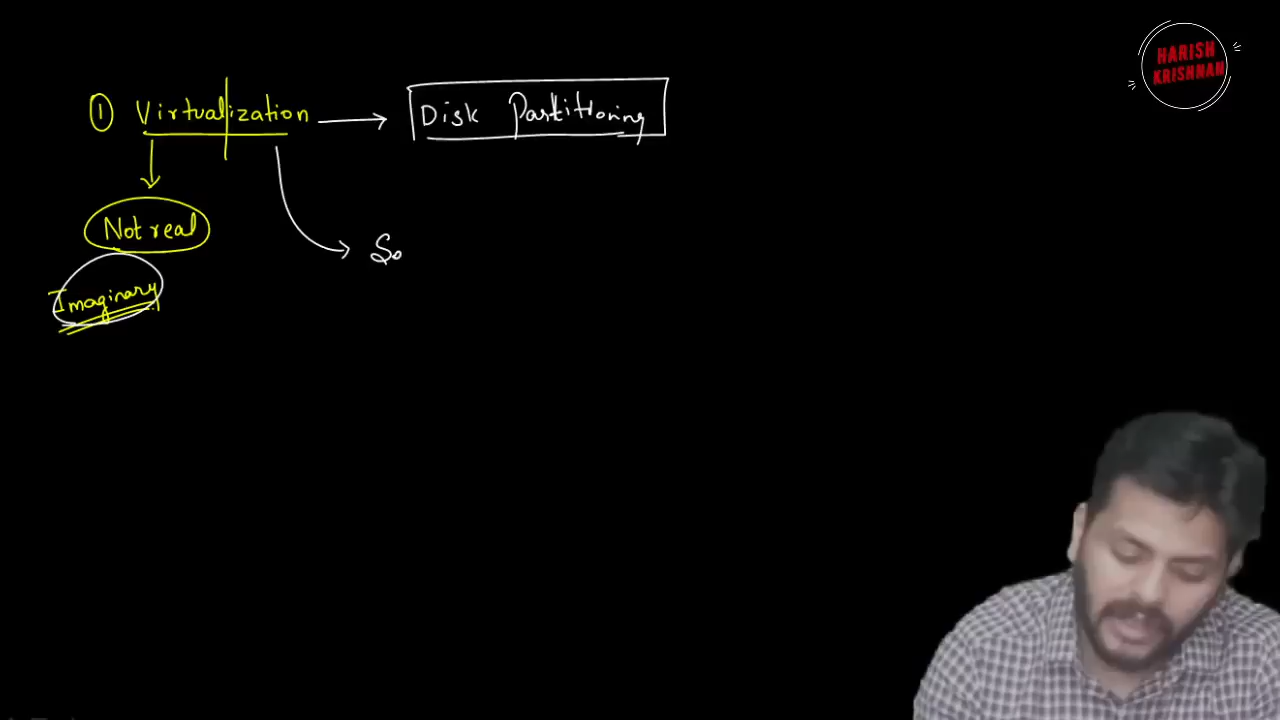 ① Virtualization → Disk Partitioning
Not real
So
Imaginary
HARISH
KRISHNAN